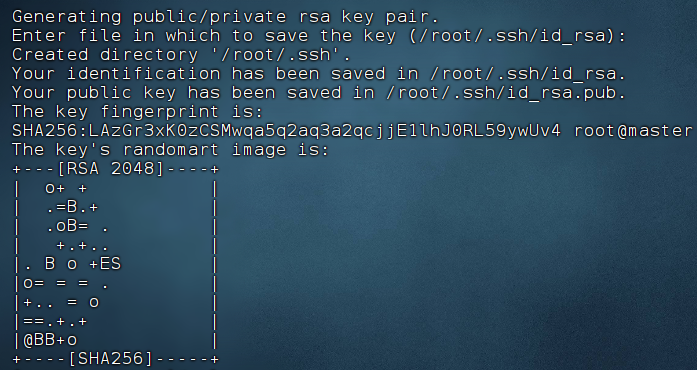 Generating public/private rsa key pair.
Enter file in which to save the key (/root/.ssh/id_rsa):
Created directory '/root/.ssh'.
Your identification has been saved in /root/.ssh/id_rsa.
Your public key has been saved in /root/.ssh/id_rsa.pub.
The key fingerprint is:
SHA256:LAzGr3xK0zCSMwqa5q2aq3a2qcjjE1lhJ0RL59ywUv4 root@master
The key's randomart image is:
+---[RSA 2048]----+
|   o+ +          |
|   .=B.+         |
|   .oB= .        |
|    +.+..        |
|. B o +ES        |
|o= = = .         |
|+.. = o          |
|==.+.+           |
|@BB+o            |
+----[SHA256]-----+